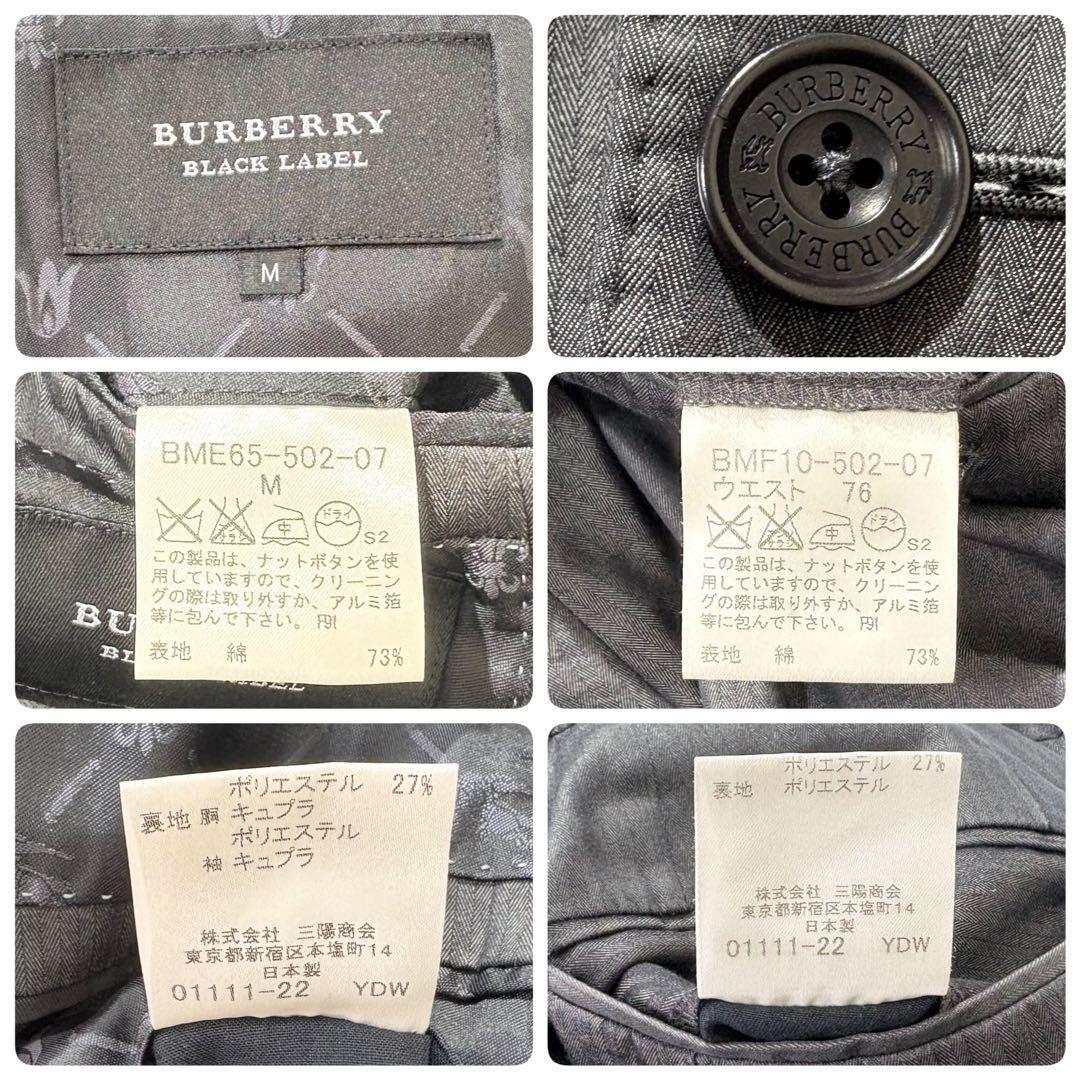 BURBERRY
BLACK LABEL
M
BURBERRY BURBERRY
BME65-502-07
M
サラシ
中
ドライ
S2
この製品は、ナットボタンを使
用していますので、クリーニン
グの際は取り外すか、アルミ箔
等に包んで下さい。
表地 綿 73%
BMF10-502-07
ウエスト 76
サラシ
中
ドライ
S2
この製品は、ナットボタンを使
用していますので、クリーニン
グの際は取り外すか、アルミ箔
等に包んで下さい。
表地 綿 73%
ポリエステル 27%
裏地 胴 キュプラ
ポリエステル
袖 キュプラ
株式会社 三陽商会
東京都新宿区本塩町14
日本製
01111-22 YDW
ポリエステル 27%
裏地 ポリエステル
株式会社 三陽商会
東京都新宿区本塩町14
日本製
01111-22 YDW